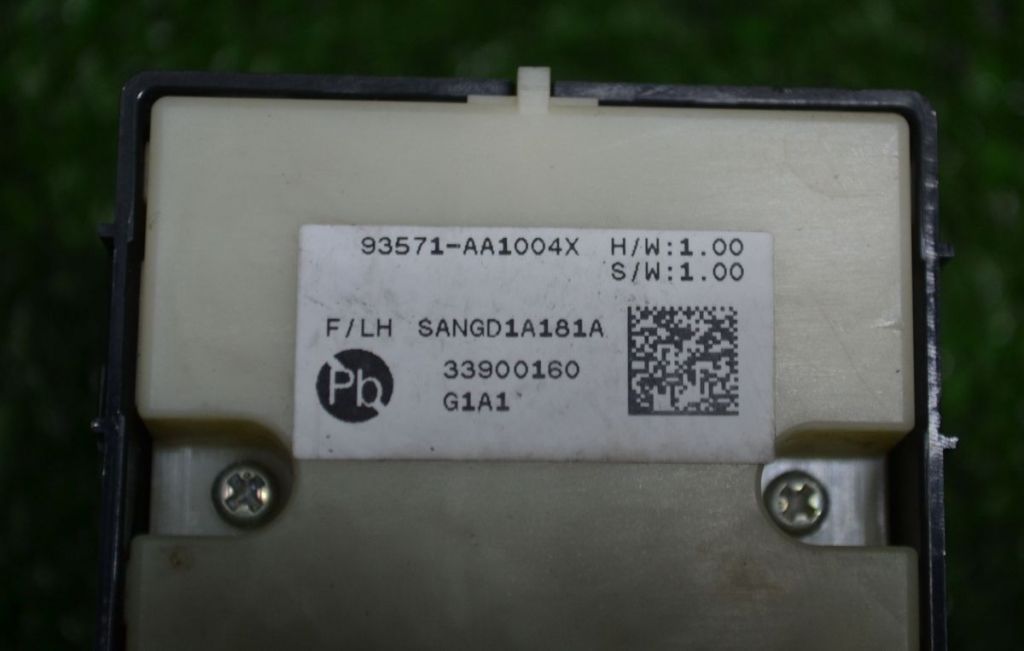 93571-AA1004X H/W:1.00
S/W:1.00
F/LH SANGD1A181A
Pb
33900160
G1A1